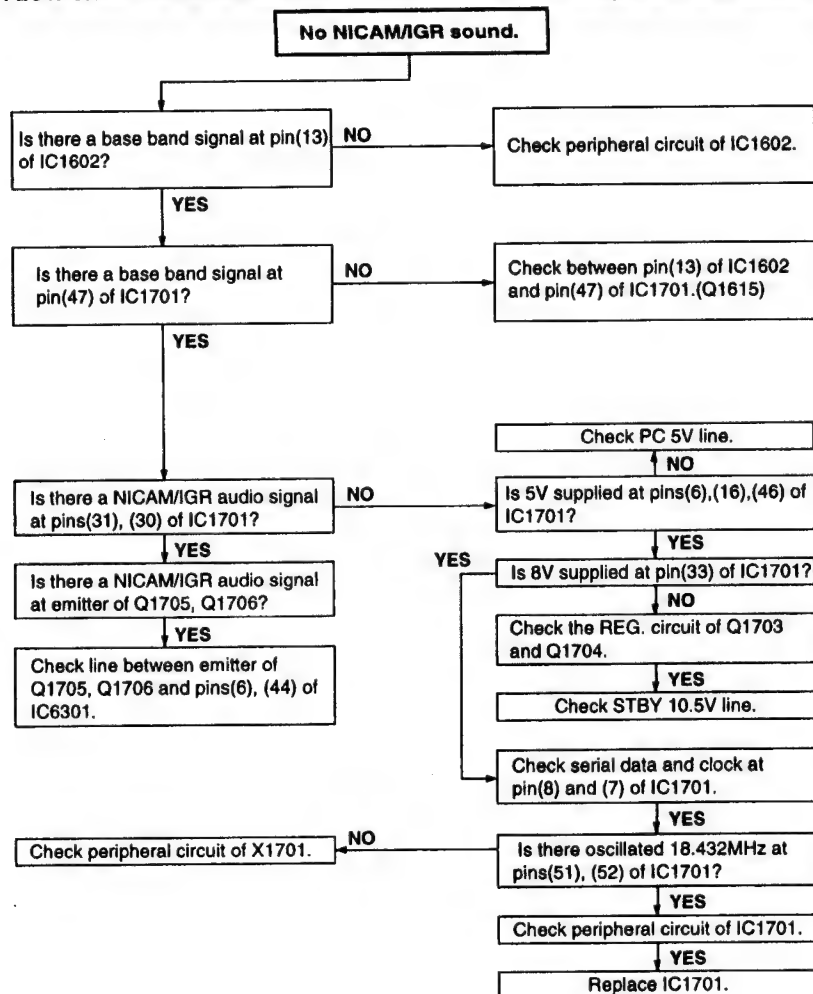 No NICAM/IGR sound.
Is there a base band signal at pin(13)
of IC1602?
NO
Check peripheral circuit of IC1602.
YES
Is there a base band signal at
pin(47) of IC1701?
NO
Check between pin(13) of IC1602
and pin(47) of IC1701.(Q1615)
YES
Check PC 5V line.
NO
Is there a NICAM/IGR audio signal
at pins(31), (30) of IC1701?
NO
Is 5V supplied at pins(6),(16),(46) of
IC1701?
YES
YES
YES
Is 8V supplied at pin(33) of IC1701?
Is there a NICAM/IGR audio signal
at emitter of Q1705, Q1706?
NO
YES
Check the REG. circuit of Q1703
and Q1704.
Check line between emitter of
Q1705, Q1706 and pins(6), (44) of
IC6301.
YES
Check STBY 10.5V line.
Check serial data and clock at
pin(8) and (7) of IC1701.
YES
Check peripheral circuit of X1701.
NO
Is there oscillated 18.432MHz at
pins(51), (52) of IC1701?
YES
Check peripheral circuit of IC1701.
YES
Replace IC1701.